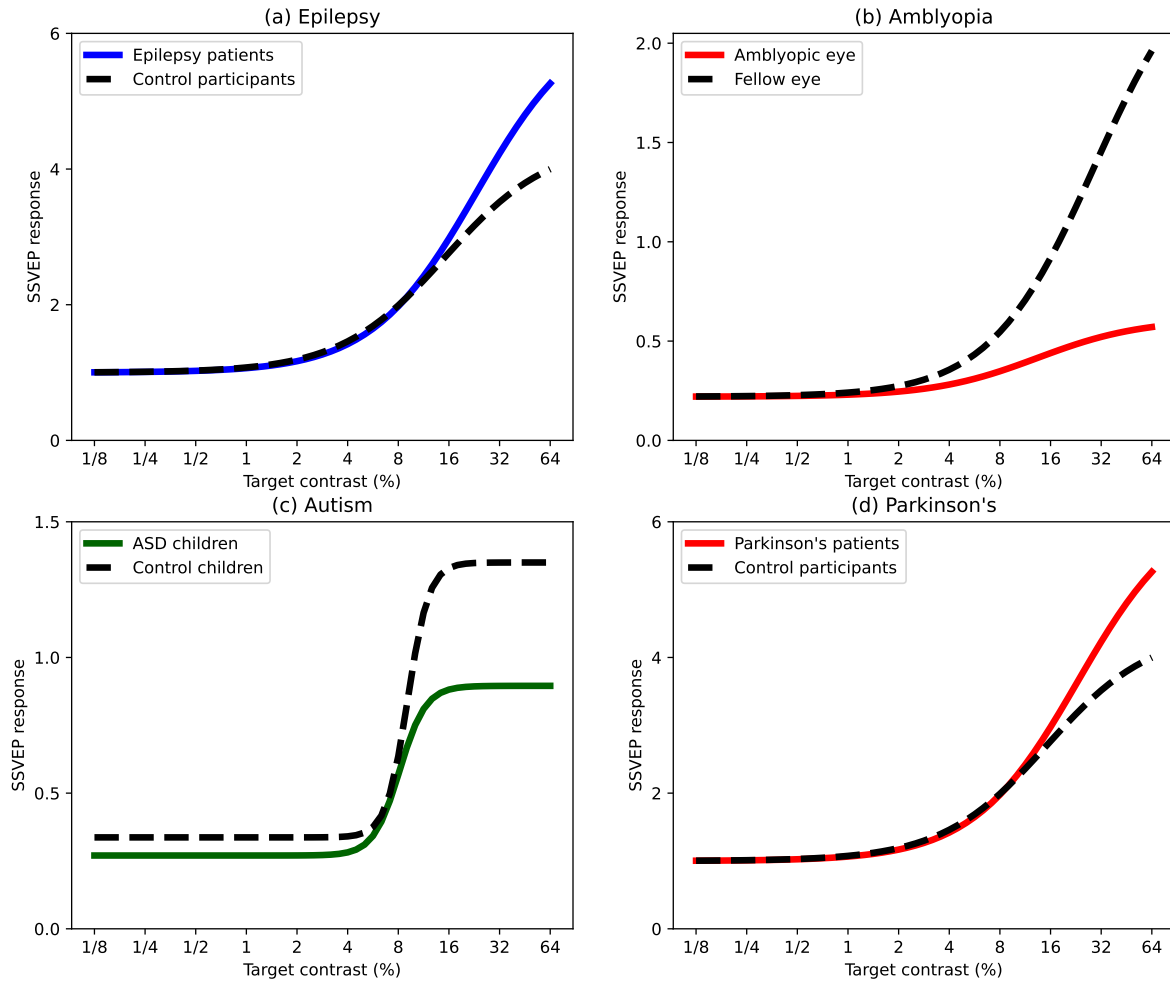 (a) Epilepsy
6
4
2
0
SSVEP response
Epilepsy patients
Control participants
1/8 1/4 1/2 1 2 4 8 16 32 64
Target contrast (%)
(b) Amblyopia
2.0
1.5
1.0
0.5
0.0
SSVEP response
Amblyopic eye
Fellow eye
1/8 1/4 1/2 1 2 4 8 16 32 64
Target contrast (%)
(c) Autism
1.5
1.0
0.5
0.0
SSVEP response
ASD children
Control children
1/8 1/4 1/2 1 2 4 8 16 32 64
Target contrast (%)
(d) Parkinson's
6
4
2
0
SSVEP response
Parkinson's patients
Control participants
1/8 1/4 1/2 1 2 4 8 16 32 64
Target contrast (%)